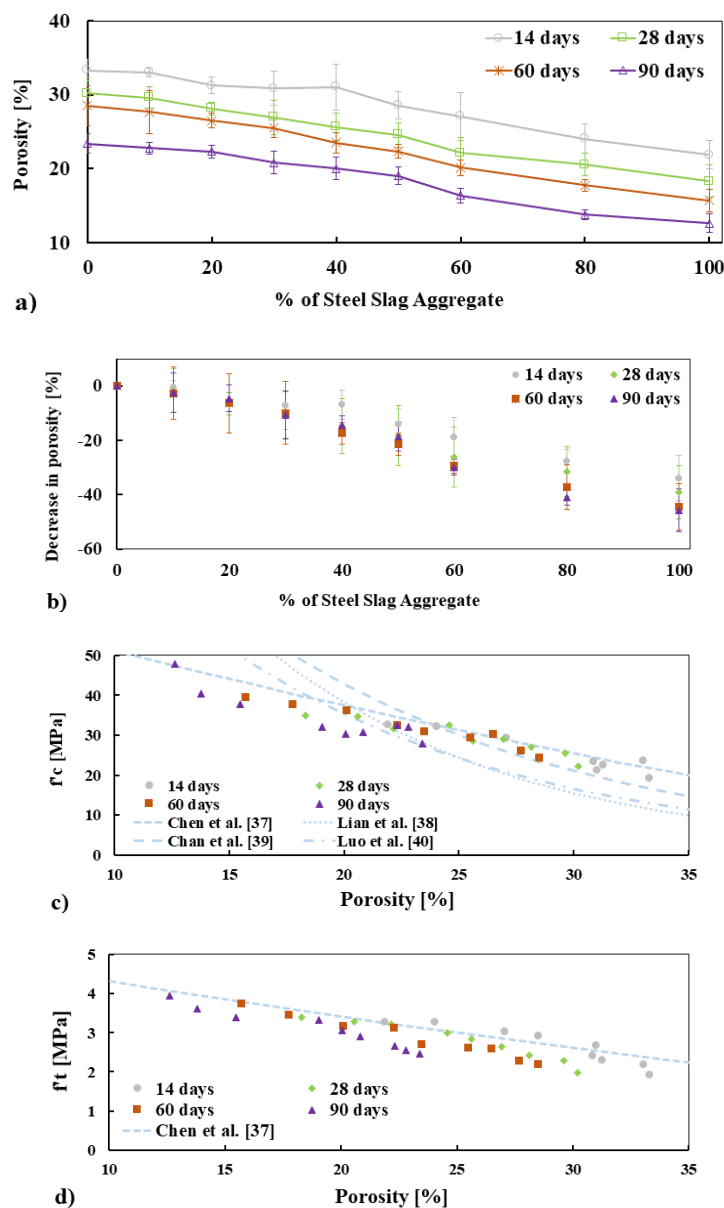 40
30
20
10
Porosity [%]
14 days
28 days
60 days
90 days
0
20
40
60
80
100
% of Steel Slag Aggregate
a)
0
-20
-40
-60
Decrease in porosity [%]
14 days
28 days
60 days
90 days
0
20
40
60
80
100
% of Steel Slag Aggregate
b)
50
40
30
20
10
0
f'c [MPa]
14 days
28 days
60 days
90 days
Chen et al. [37]
Lian et al. [38]
Chan et al. [39]
Luo et al. [40]
10
15
20
25
30
35
Porosity [%]
c)
5
4
3
2
1
0
f't [MPa]
14 days
28 days
60 days
90 days
Chen et al. [37]
10
15
20
25
30
35
Porosity [%]
d)